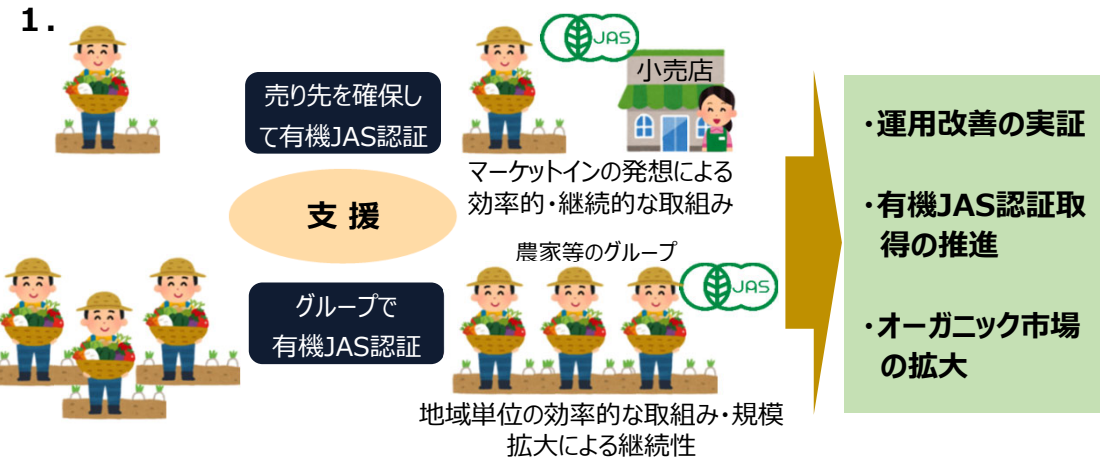 1.
JAS
小売店
売り先を確保し
て有機JAS認証
マーケットインの発想による
効率的・継続的な取組み
支 援
農家等のグループ
JAS
グループで
有機JAS認証
地域単位の効率的な取組み・規模
拡大による継続性
・運用改善の実証
・有機JAS認証取
得の推進
・オーガニック市場
の拡大